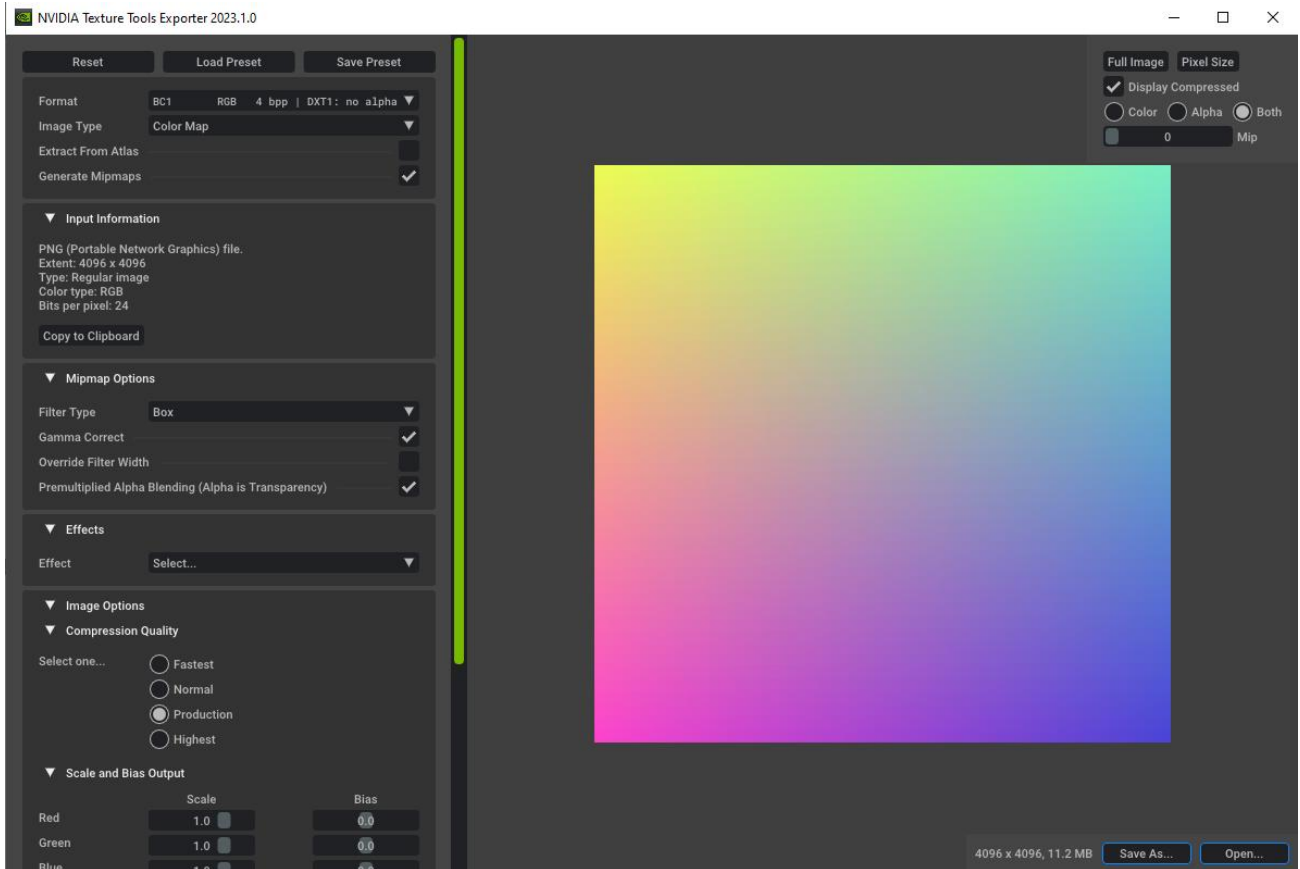 NVIDIA Texture Tools Exporter 2023.1.0
Reset Load Preset Save Preset
Format BC1 RGB 4 bpp | DXT1: no alpha
Image Type Color Map
Extract From Atlas
Generate Mipmaps
Input Information
PNG (Portable Network Graphics) file.
Extent: 4096 x 4096
Type: Regular image
Color type: RGB
Bits per pixel: 24
Copy to Clipboard
Mipmap Options
Filter Type Box
Gamma Correct
Override Filter Width
Premultiplied Alpha Blending (Alpha is Transparency)
Effects
Effect Select...
Image Options
Compression Quality
Select one... Fastest
Normal
Production
Highest
Scale and Bias Output
Scale Bias
Red 1.0 0.0
Green 1.0 0.0
Blue 1.0 0.0
Full Image Pixel Size
Display Compressed
Color Alpha Both
0 Mip
4096 x 4096, 11.2 MB Save As... Open...